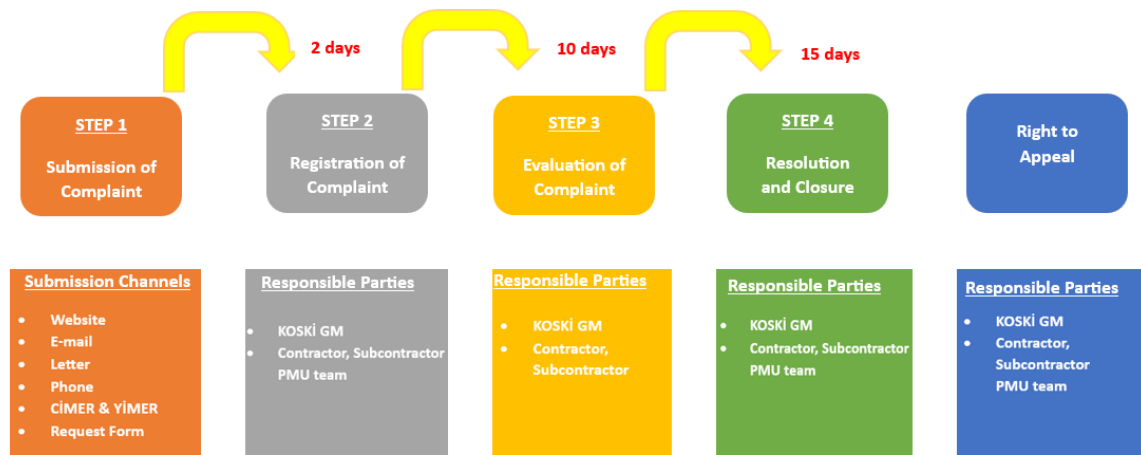 2 days
10 days
15 days
STEP 1
Submission of
Complaint
STEP 2
Registration of
Complaint
STEP 3
Evaluation of
Complaint
STEP 4
Resolution
and Closure
Right to
Appeal
Submission Channels
• Website
• E-mail
• Letter
• Phone
• CİMER & YİMER
• Request Form
Responsible Parties
• KOSKİ GM
• Contractor, Subcontractor
PMU team
Responsible Parties
• KOSKİ GM
• Contractor,
Subcontractor
Responsible Parties
• KOSKİ GM
• Contractor, Subcontractor
PMU team
Responsible Parties
• KOSKİ GM
• Contractor,
Subcontractor
PMU team